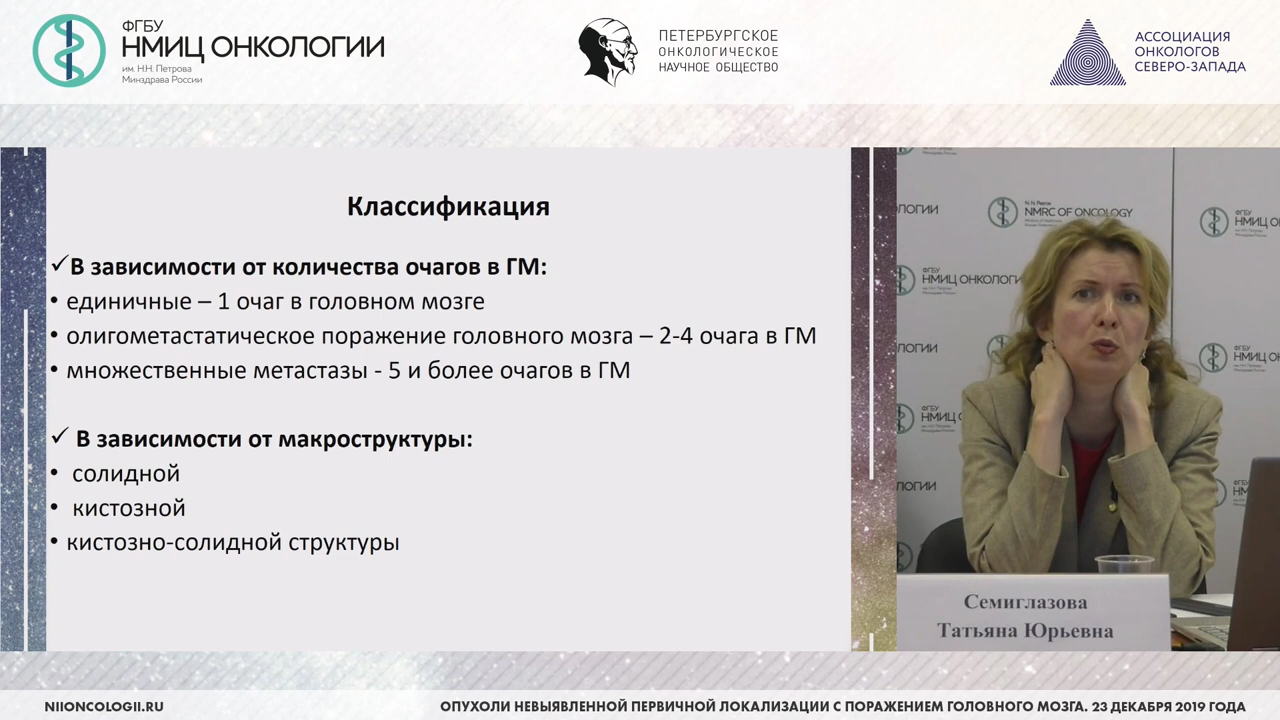 ФГБУ
НМИЦ ОНКОЛОГИИ
им. Н.Н. Петрова
Минздрава России
ПЕТЕРБУРГСКОЕ
ОНКОЛОГИЧЕСКОЕ
НАУЧНОЕ ОБЩЕСТВО
АССОЦИАЦИЯ
ОНКОЛОГОВ
СЕВЕРО-ЗАПАДА
Классификация
✓В зависимости от количества очагов в ГМ:
• единичные – 1 очаг в головном мозге
• олигометастатическое поражение головного мозга – 2-4 очага в ГМ
• множественные метастазы - 5 и более очагов в ГМ
✓ В зависимости от макроструктуры:
• солидной
• кистозной
• кистозно-солидной структуры
NMRC OF ONCOLOGY
ФГБУ
НМИЦ ОНКОЛОГИ
Семиглазова
Татьяна Юрьевна
NIIONCOLOGII.RU
ОПУХОЛИ НЕВЫЯВЛЕННОЙ ПЕРВИЧНОЙ ЛОКАЛИЗАЦИИ С ПОРАЖЕНИЕМ ГОЛОВНОГО МОЗГА. 23 ДЕКАБРЯ 2019 ГОДА